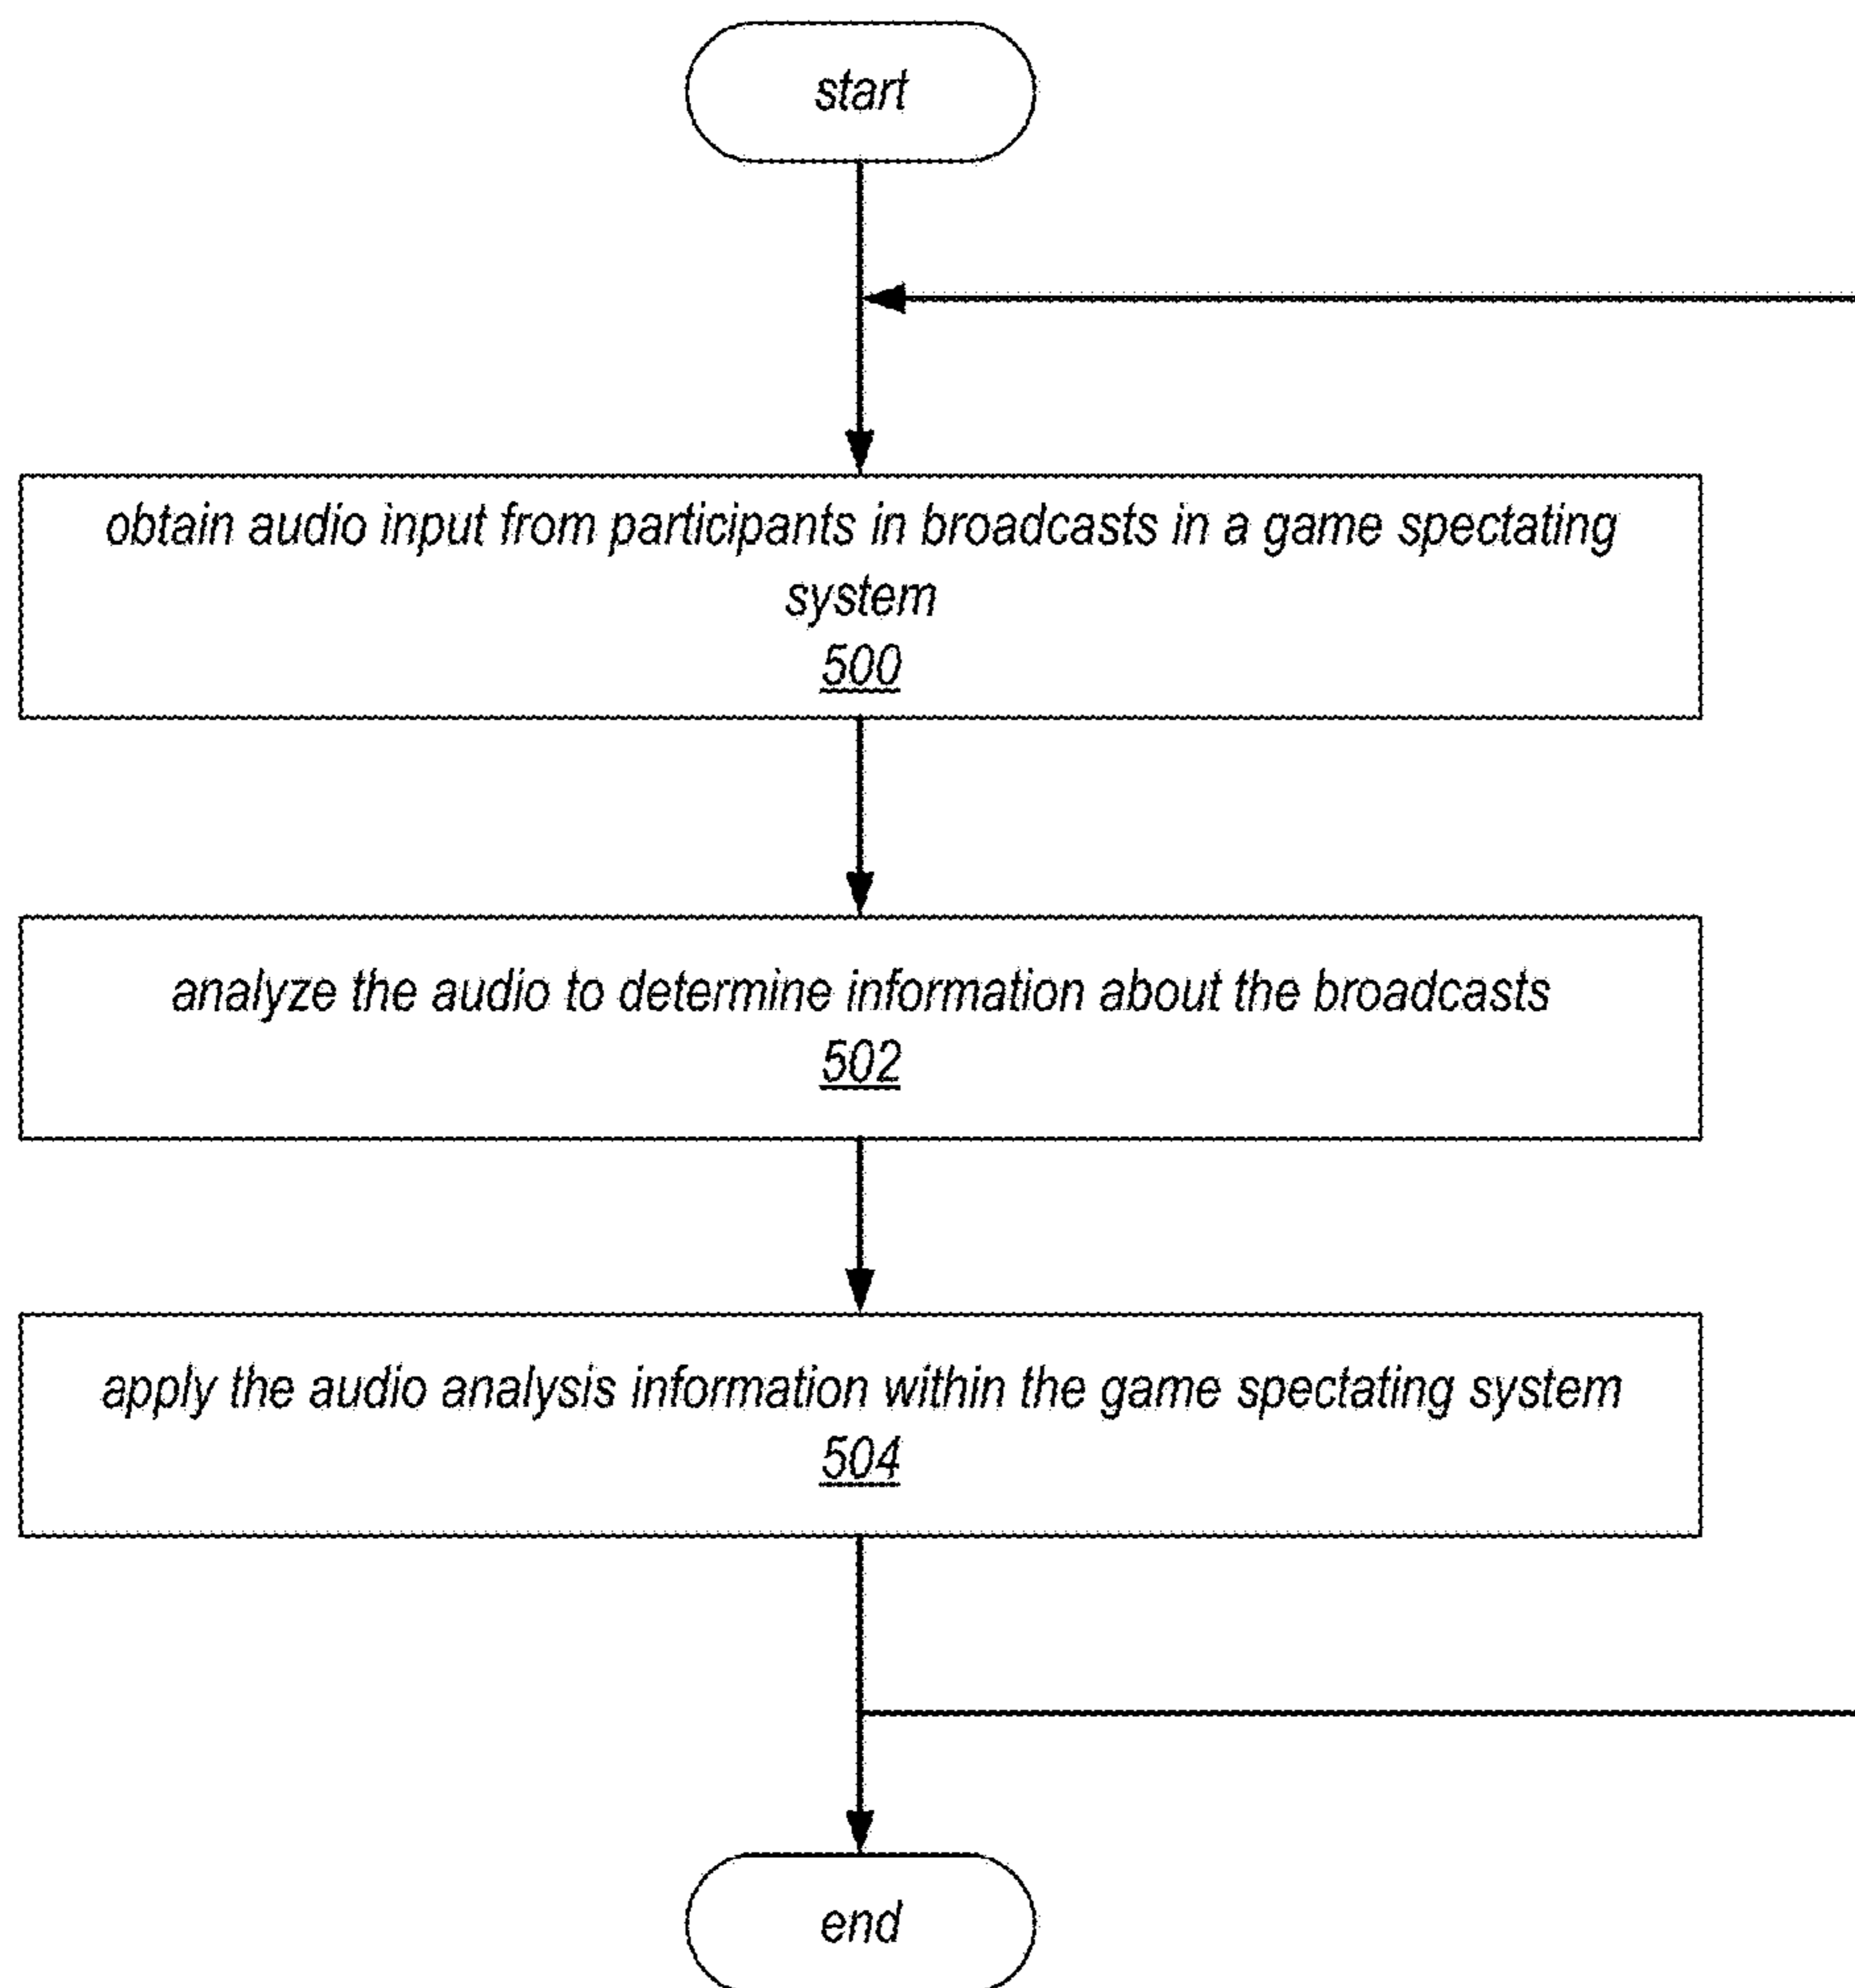 start
obtain audio input from participants in broadcasts in a game spectating
system
500
analyze the audio to determine information about the broadcasts
502
apply the audio analysis information within the game spectating system
504
end